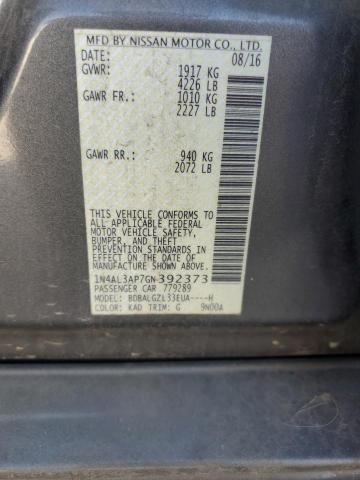 MFD BY NISSAN MOTOR CO., LTD.
DATE: 08/16
GVWR: 1917 KG
4226 LB
GAWR FR.: 1010 KG
2227 LB
GAWR RR.: 940 KG
2072 LB
THIS VEHICLE CONFORMS TO
ALL APPLICABLE FEDERAL
MOTOR VEHICLE SAFETY,
BUMPER, AND THEFT
PREVENTION STANDARDS IN
EFFECT ON THE DATE OF
MANUFACTURE SHOWN ABOVE.
1N4AL3AP7GN392373
PASSENGER CAR 779289
MODEL: BDBALGZL33EUA----H
COLOR: KAD TRIM: G 9N00A